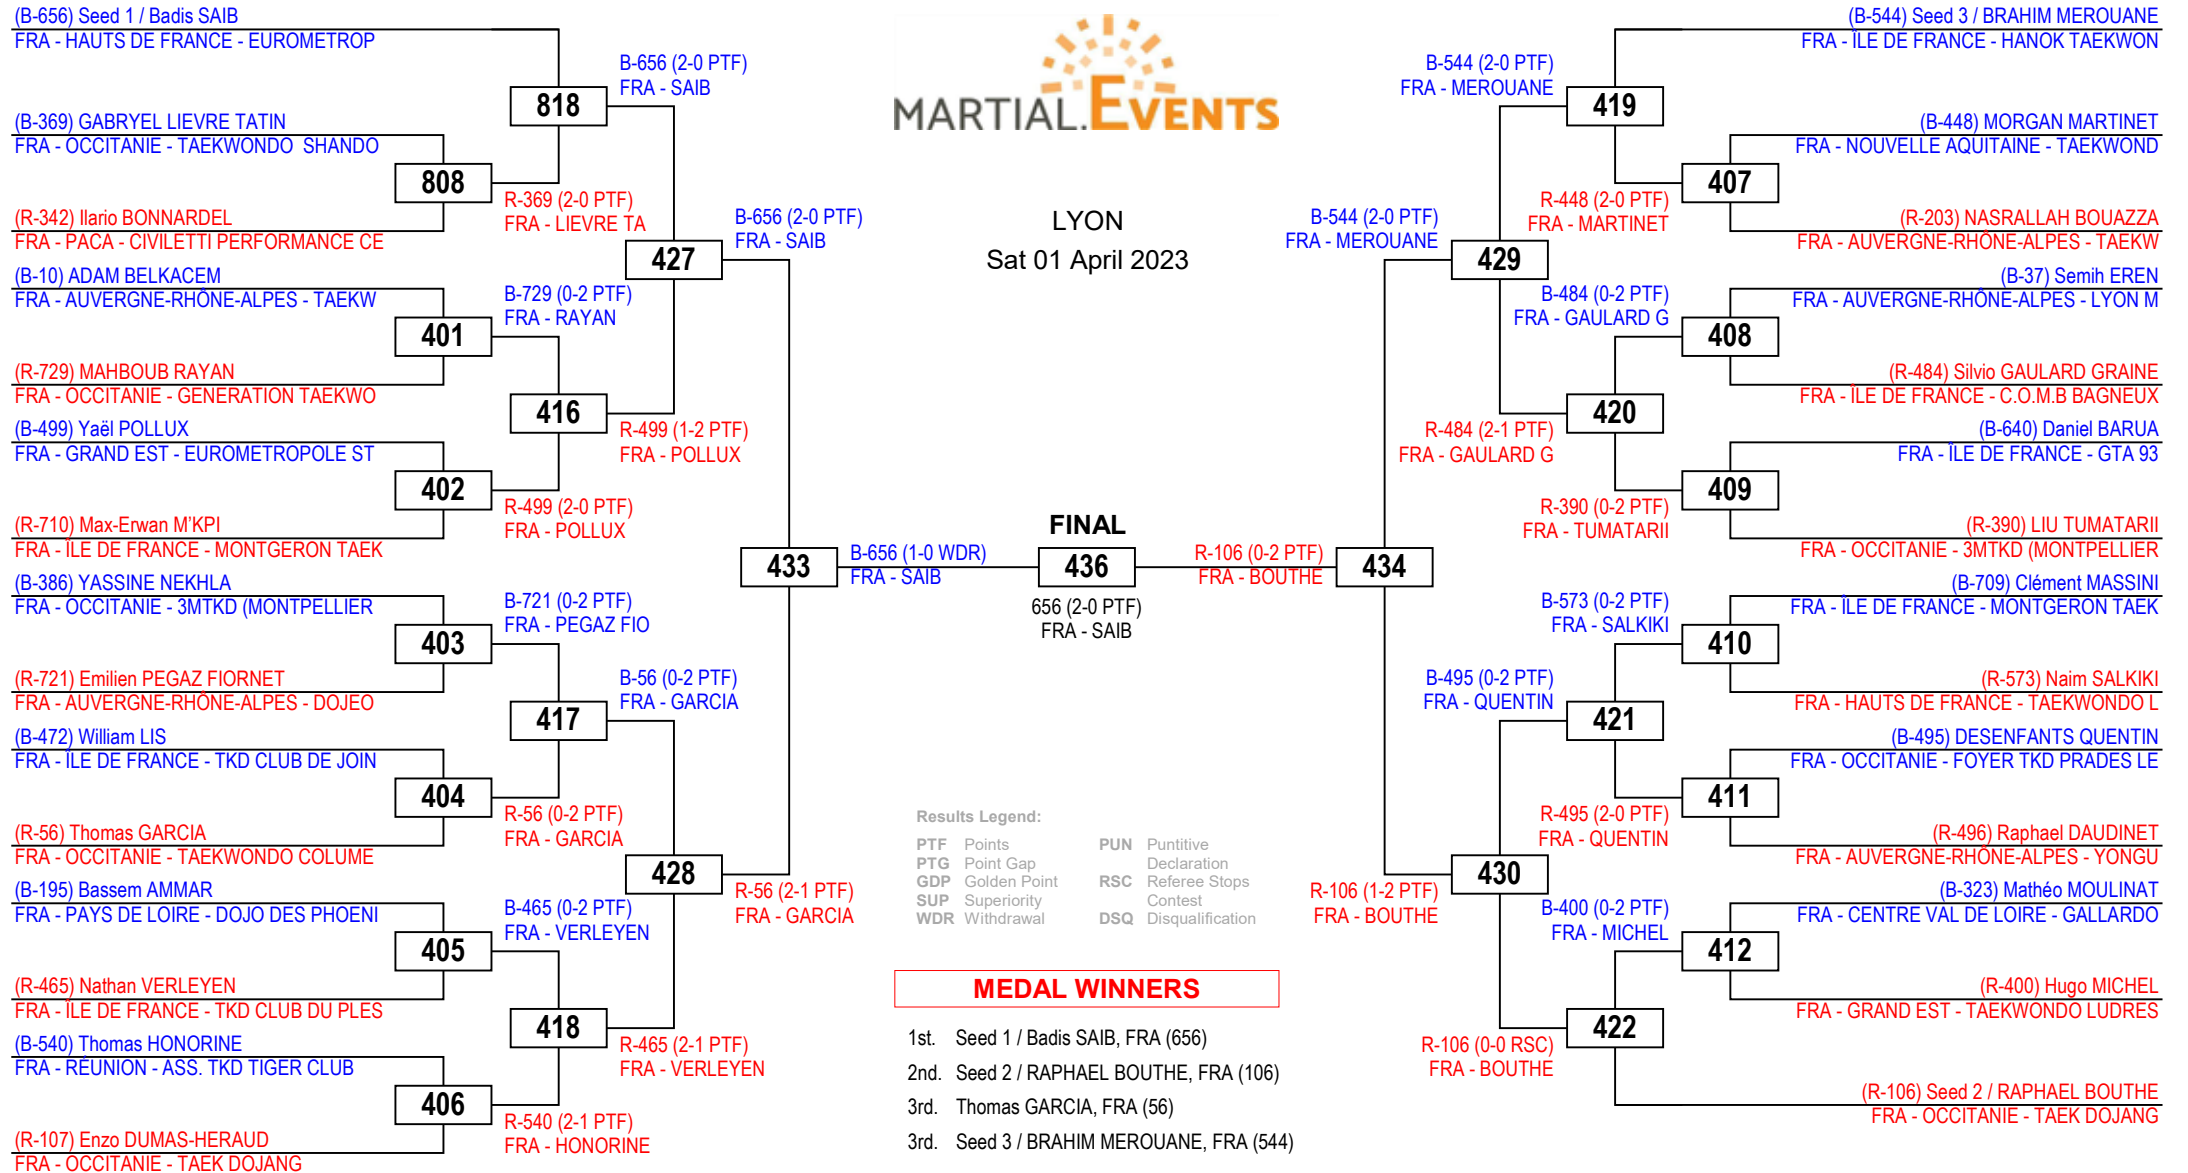 (B-656) Seed 1 / Badis SAIB
FRA - HAUTS DE FRANCE - EUROMETROP
(B-369) GABRYEL LIEVRE TATIN
FRA - OCCITANIE - TAEKWONDO  SHANDO
808
(R-342) Ilario BONNARDEL
FRA - PACA - CIVILETTI PERFORMANCE CE
(B-10) ADAM BELKACEM
FRA - AUVERGNE-RHÔNE-ALPES - TAEKW
401
(R-729) MAHBOUB RAYAN
FRA - OCCITANIE - GENERATION TAEKWO
(B-499) Yaël POLLUX
FRA - GRAND EST - EUROMETROPOLE ST
402
(R-710) Max-Erwan M'KPI
FRA - ÎLE DE FRANCE - MONTGERON TAEK
(B-386) YASSINE NEKHLA
FRA - OCCITANIE - 3MTKD (MONTPELLIER
403
(R-721) Emilien PEGAZ FIORNET
FRA - AUVERGNE-RHÔNE-ALPES - DOJEO
(B-472) William LIS
FRA - ÎLE DE FRANCE - TKD CLUB DE JOIN
404
(R-56) Thomas GARCIA
FRA - OCCITANIE - TAEKWONDO COLUME
(B-195) Bassem AMMAR
FRA - PAYS DE LOIRE - DOJO DES PHOENI
405
(R-465) Nathan VERLEYEN
FRA - ÎLE DE FRANCE - TKD CLUB DU PLES
(B-540) Thomas HONORINE
FRA - RÉUNION - ASS. TKD TIGER CLUB
406
(R-107) Enzo DUMAS-HERAUD
FRA - OCCITANIE - TAEK DOJANG
818
R-369 (2-0 PTF)
FRA - LIEVRE TA
B-729 (0-2 PTF)
FRA - RAYAN
416
R-499 (2-0 PTF)
FRA - POLLUX
B-721 (0-2 PTF)
FRA - PEGAZ FIO
417
R-56 (0-2 PTF)
FRA - GARCIA
B-465 (0-2 PTF)
FRA - VERLEYEN
418
R-540 (2-1 PTF)
FRA - HONORINE
B-656 (2-0 PTF)
FRA - SAIB
427
R-499 (1-2 PTF)
FRA - POLLUX
B-56 (0-2 PTF)
FRA - GARCIA
428
R-465 (2-1 PTF)
FRA - VERLEYEN
B-656 (2-0 PTF)
FRA - SAIB
433
R-56 (2-1 PTF)
FRA - GARCIA
MARTIAL.EVENTS
LYON
Sat 01 April 2023
FINAL
B-656 (1-0 WDR)
FRA - SAIB
436
R-106 (0-2 PTF)
FRA - BOUTHE
656 (2-0 PTF)
FRA - SAIB
Results Legend:
PTF Points
PTG Point Gap
GDP Golden Point
SUP Superiority
WDR Withdrawal
PUN Puntitive
Declaration
RSC Referee Stops
Contest
DSQ Disqualification
MEDAL WINNERS
1st. Seed 1 / Badis SAIB, FRA (656)
2nd. Seed 2 / RAPHAEL BOUTHE, FRA (106)
3rd. Thomas GARCIA, FRA (56)
3rd. Seed 3 / BRAHIM MEROUANE, FRA (544)
B-544 (2-0 PTF)
FRA - MEROUANE
434
R-106 (1-2 PTF)
FRA - BOUTHE
B-544 (2-0 PTF)
FRA - MEROUANE
429
R-484 (2-1 PTF)
FRA - GAULARD G
B-495 (0-2 PTF)
FRA - QUENTIN
430
R-106 (0-0 RSC)
FRA - BOUTHE
419
R-448 (2-0 PTF)
FRA - MARTINET
B-484 (0-2 PTF)
FRA - GAULARD G
420
R-390 (0-2 PTF)
FRA - TUMATARII
B-573 (0-2 PTF)
FRA - SALKIKI
421
R-495 (2-0 PTF)
FRA - QUENTIN
B-400 (0-2 PTF)
FRA - MICHEL
422
(B-544) Seed 3 / BRAHIM MEROUANE
FRA - ÎLE DE FRANCE - HANOK TAEKWON
(B-448) MORGAN MARTINET
FRA - NOUVELLE AQUITAINE - TAEKWOND
407
(R-203) NASRALLAH BOUAZZA
FRA - AUVERGNE-RHÔNE-ALPES - TAEKW
(B-37) Semih EREN
FRA - AUVERGNE-RHÔNE-ALPES - LYON M
408
(R-484) Silvio GAULARD GRAINE
FRA - ÎLE DE FRANCE - C.O.M.B BAGNEUX
(B-640) Daniel BARUA
FRA - ÎLE DE FRANCE - GTA 93
409
(R-390) LIU TUMATARII
FRA - OCCITANIE - 3MTKD (MONTPELLIER
(B-709) Clément MASSINI
FRA - ÎLE DE FRANCE - MONTGERON TAEK
410
(R-573) Naim SALKIKI
FRA - HAUTS DE FRANCE - TAEKWONDO L
(B-495) DESENFANTS QUENTIN
FRA - OCCITANIE - FOYER TKD PRADES LE
411
(R-496) Raphael DAUDINET
FRA - AUVERGNE-RHÔNE-ALPES - YONGU
(B-323) Mathéo MOULINAT
FRA - CENTRE VAL DE LOIRE - GALLARDO
412
(R-400) Hugo MICHEL
FRA - GRAND EST - TAEKWONDO LUDRES
(R-106) Seed 2 / RAPHAEL BOUTHE
FRA - OCCITANIE - TAEK DOJANG